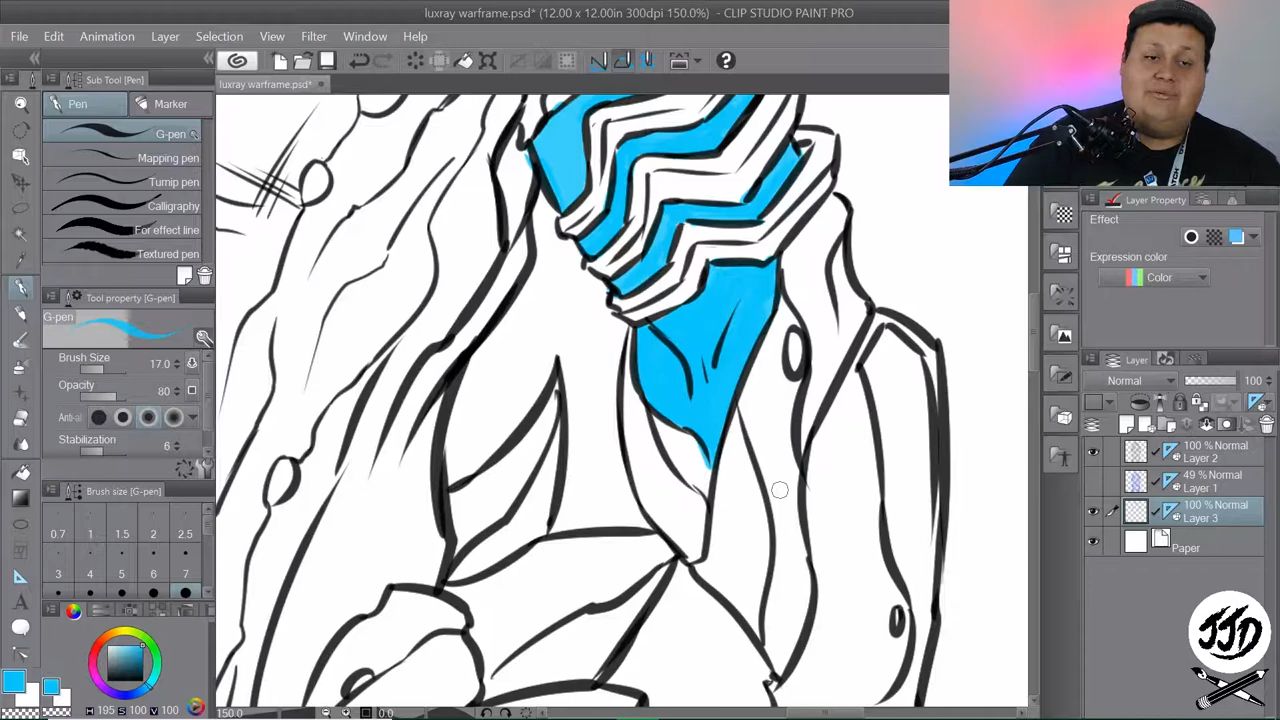 luxray warframe.psd* (12.00 x 12.00in 300dpi 150.0%) - CLIP STUDIO PAINT PRO
File Edit Animation Layer Selection View Filter Window Help
Sub Tool [Pen]
luxray warframe.psd*
Pen Marker
G-pen
Mapping pen
Turnip pen
Calligraphy
For effect line
Textured pen
Tool property [G-pen]
G-pen
Brush Size 17.0
Opacity 80
Anti-al
Stabilization 6
Brush size [G-pen]
0.7 1 1.5 2 2.5
3 4 5 6 7
H 195 S 100 V 100
150.0 0.0
Layer Property
Effect
Expression color
Color
Layer
Normal 100
100 % Normal
Layer 2
49 % Normal
Layer 1
100 % Normal
Layer 3
Paper
JJD